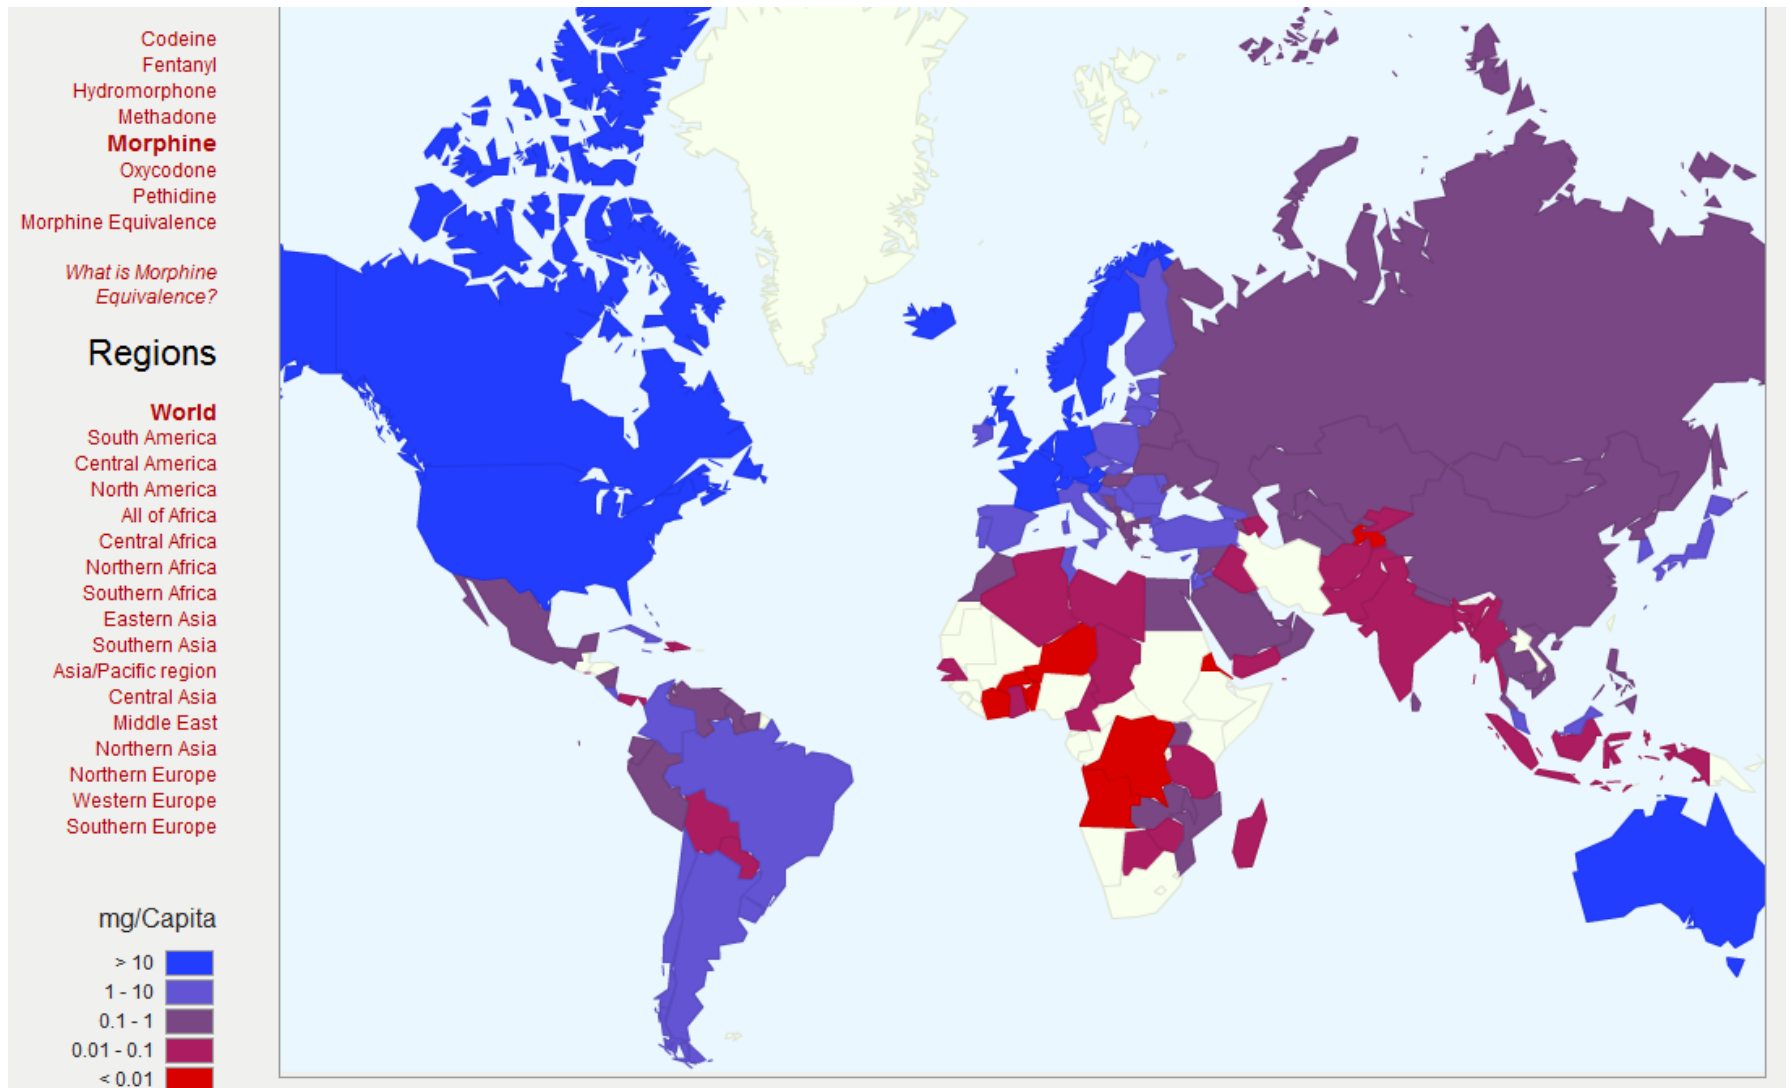 Codeine
Fentanyl
Hydromorphone
Methadone
Morphine
Oxycodone
Pethidine
Morphine Equivalence
What is Morphine
Equivalence?
Regions
World
South America
Central America
North America
All of Africa
Central Africa
Northern Africa
Southern Africa
Eastern Asia
Southern Asia
Asia/Pacific region
Central Asia
Middle East
Northern Asia
Northern Europe
Western Europe
Southern Europe
mg/Capita
> 10
1 - 10
0.1 - 1
0.01 - 0.1
< 0.01